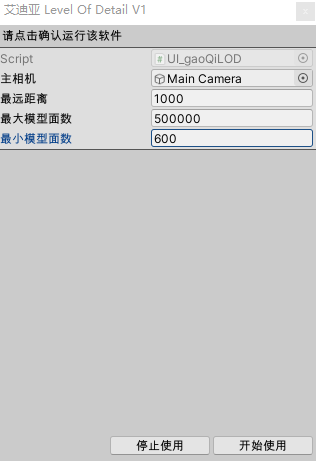 艾迪亚 Level Of Detail V1
请点击确认运行该软件
Script UI_gaoQiLOD
主相机 Main Camera
最远距离 1000
最大模型面数 500000
最小模型面数 600
停止使用 开始使用